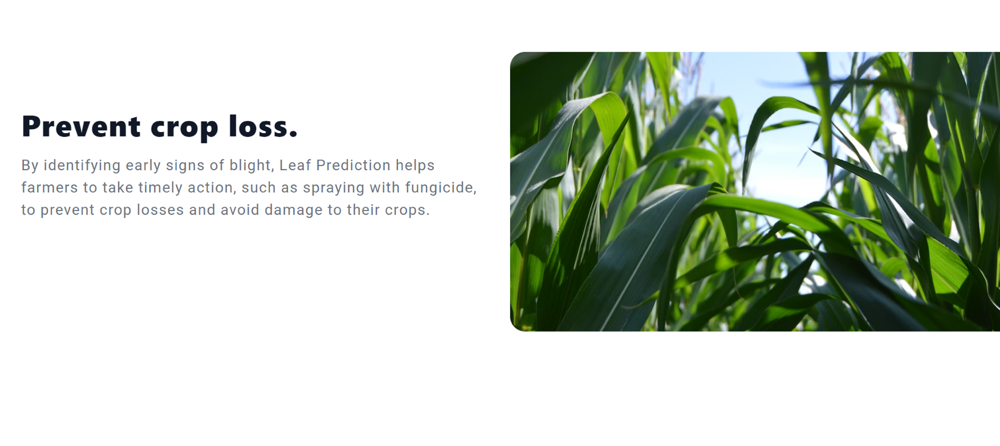 Prevent crop loss.
By identifying early signs of blight, Leaf Prediction helps
farmers to take timely action, such as spraying with fungicide,
to prevent crop losses and avoid damage to their crops.